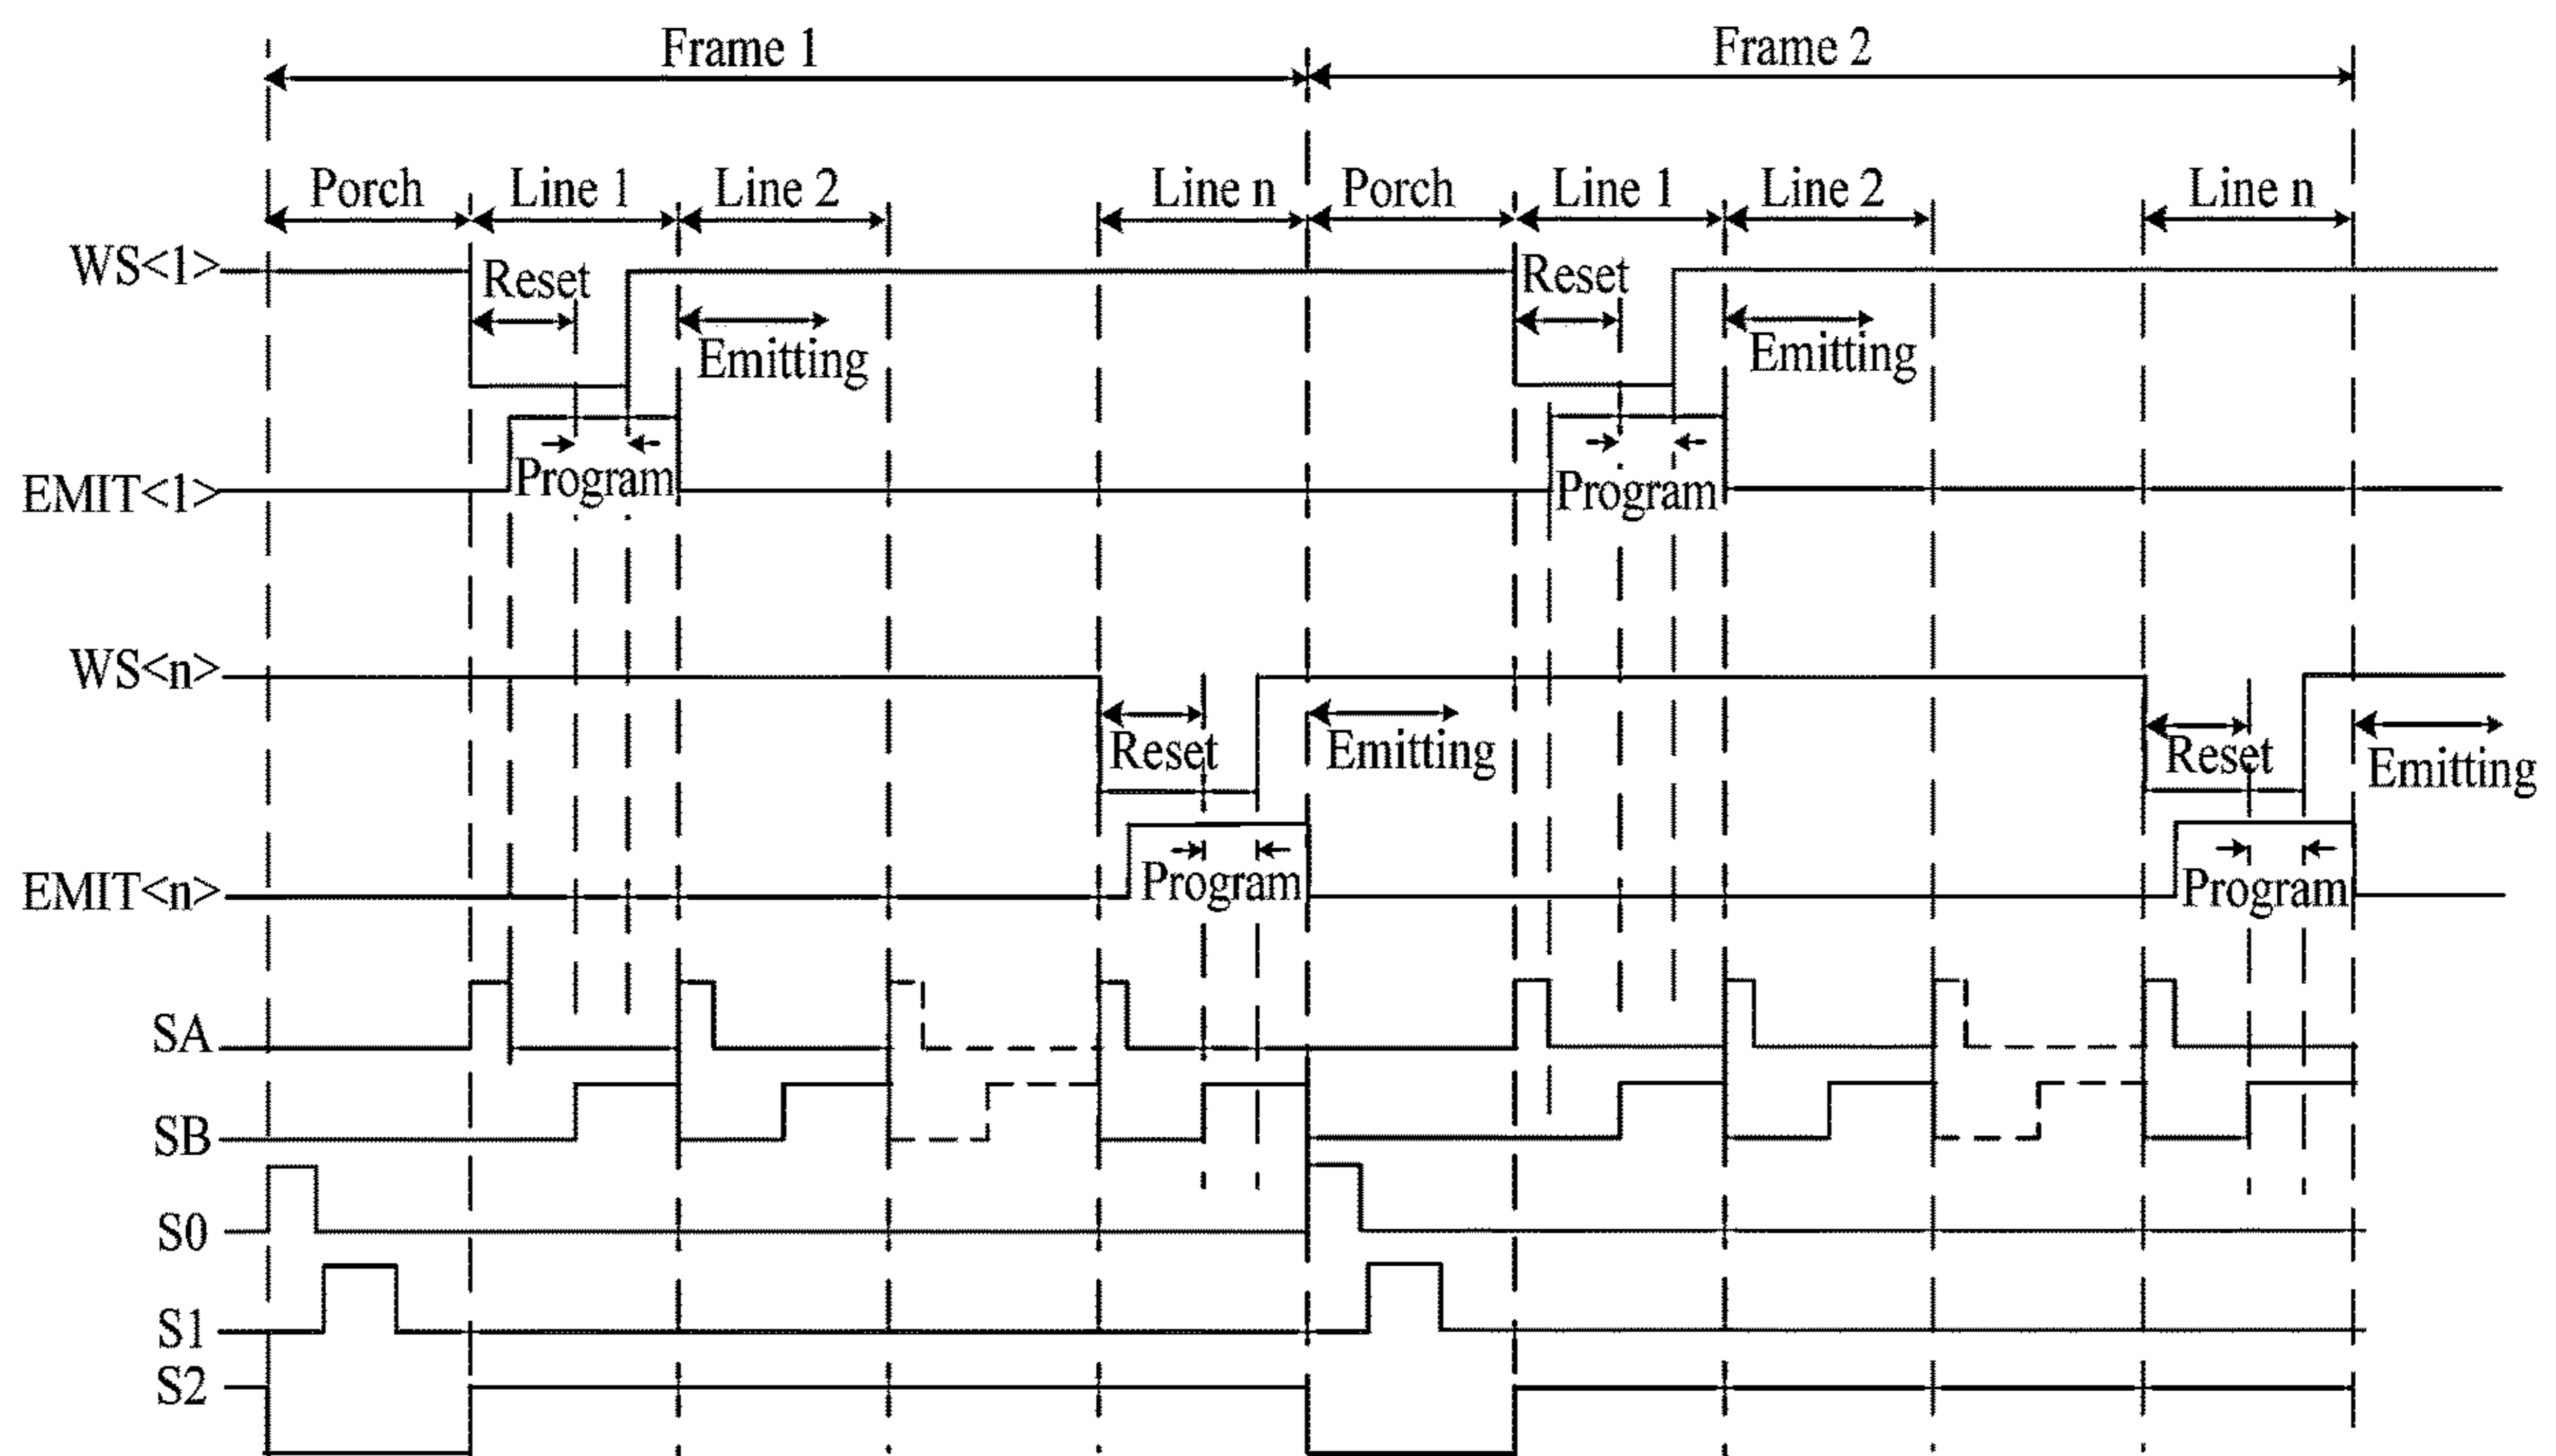 Frame 1 Frame 2
Porch Line 1 Line 2 Line n Porch Line 1 Line 2 Line n
WS<1>
Reset Reset
Emitting Emitting
EMIT<1>
Program Program
WS<n>
Reset Emitting Reset Emitting
EMIT<n>
Program Program
SA
SB
S0
S1
S2